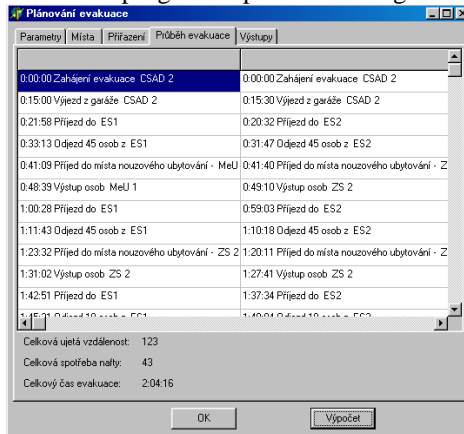 Plánování evakuace
Parametry Místa Přiřazení Průběh evakuace Výstupy
0:00:00 Zahájení evakuace CSAD 2 0:00:00 Zahájení evakuace CSAD 2
0:15:00 Výjezd z garáže CSAD 2 0:15:30 Výjezd z garáže CSAD 2
0:21:58 Příjezd do ES1 0:20:32 Příjezd do ES2
0:33:13 Odjezd 45 osob z ES1 0:31:47 Odjezd 45 osob z ES2
0:41:09 Příjed do místa nouzového ubytování - MeU 0:41:40 Příjed do místa nouzového ubytování - Z
0:48:39 Výstup osob MeU 1 0:49:10 Výstup osob ZS 2
1:00:28 Příjezd do ES1 0:59:03 Příjezd do ES2
1:11:43 Odjezd 45 osob z ES1 1:10:18 Odjezd 45 osob z ES2
1:23:32 Příjed do místa nouzového ubytování - ZS 2 1:20:11 Příjed do místa nouzového ubytování - Z
1:31:02 Výstup osob ZS 2 1:27:41 Výstup osob ZS 2
1:42:51 Příjezd do ES1 1:37:34 Příjezd do ES2
Celková ujetá vzdálenost: 123
Celková spotřeba nafty: 43
Celkový čas evakuace: 2:04:16
OK Výpočet